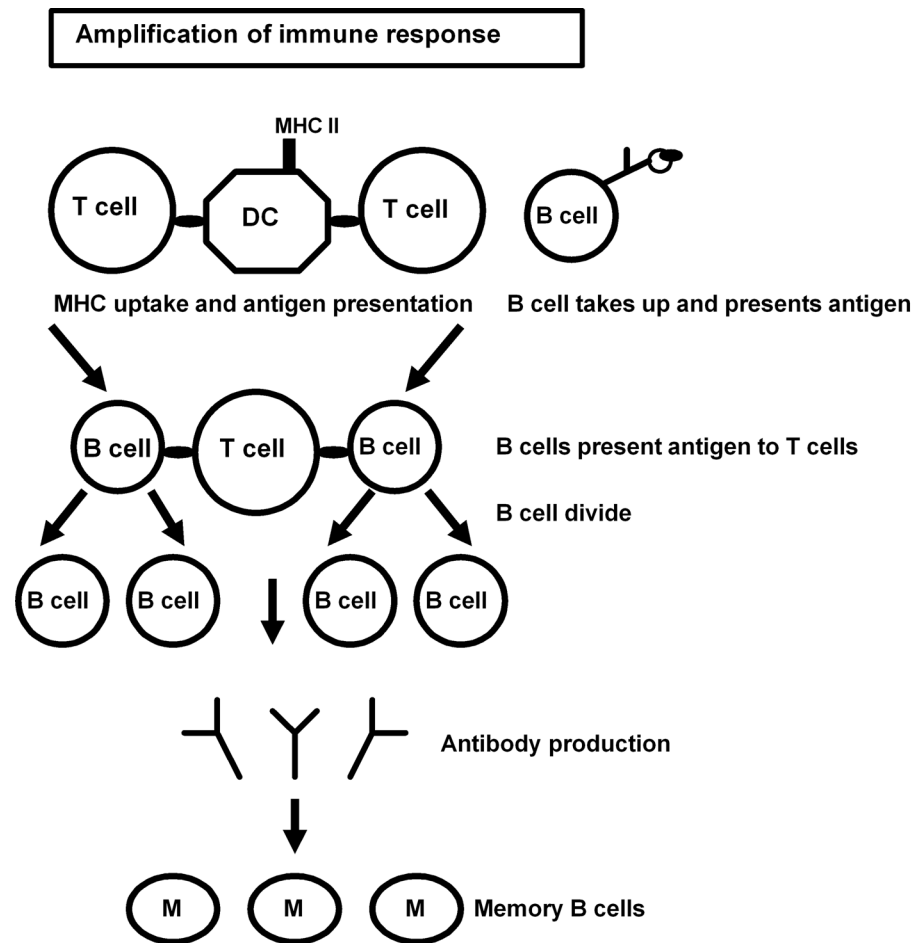 Amplification of immune response
MHC II
T cell
DC
T cell
B cell
MHC uptake and antigen presentation
B cell takes up and presents antigen
B cell
T cell
B cell
B cells present antigen to T cells
B cell divide
B cell
B cell
B cell
B cell
Antibody production
M
M
M
Memory B cells